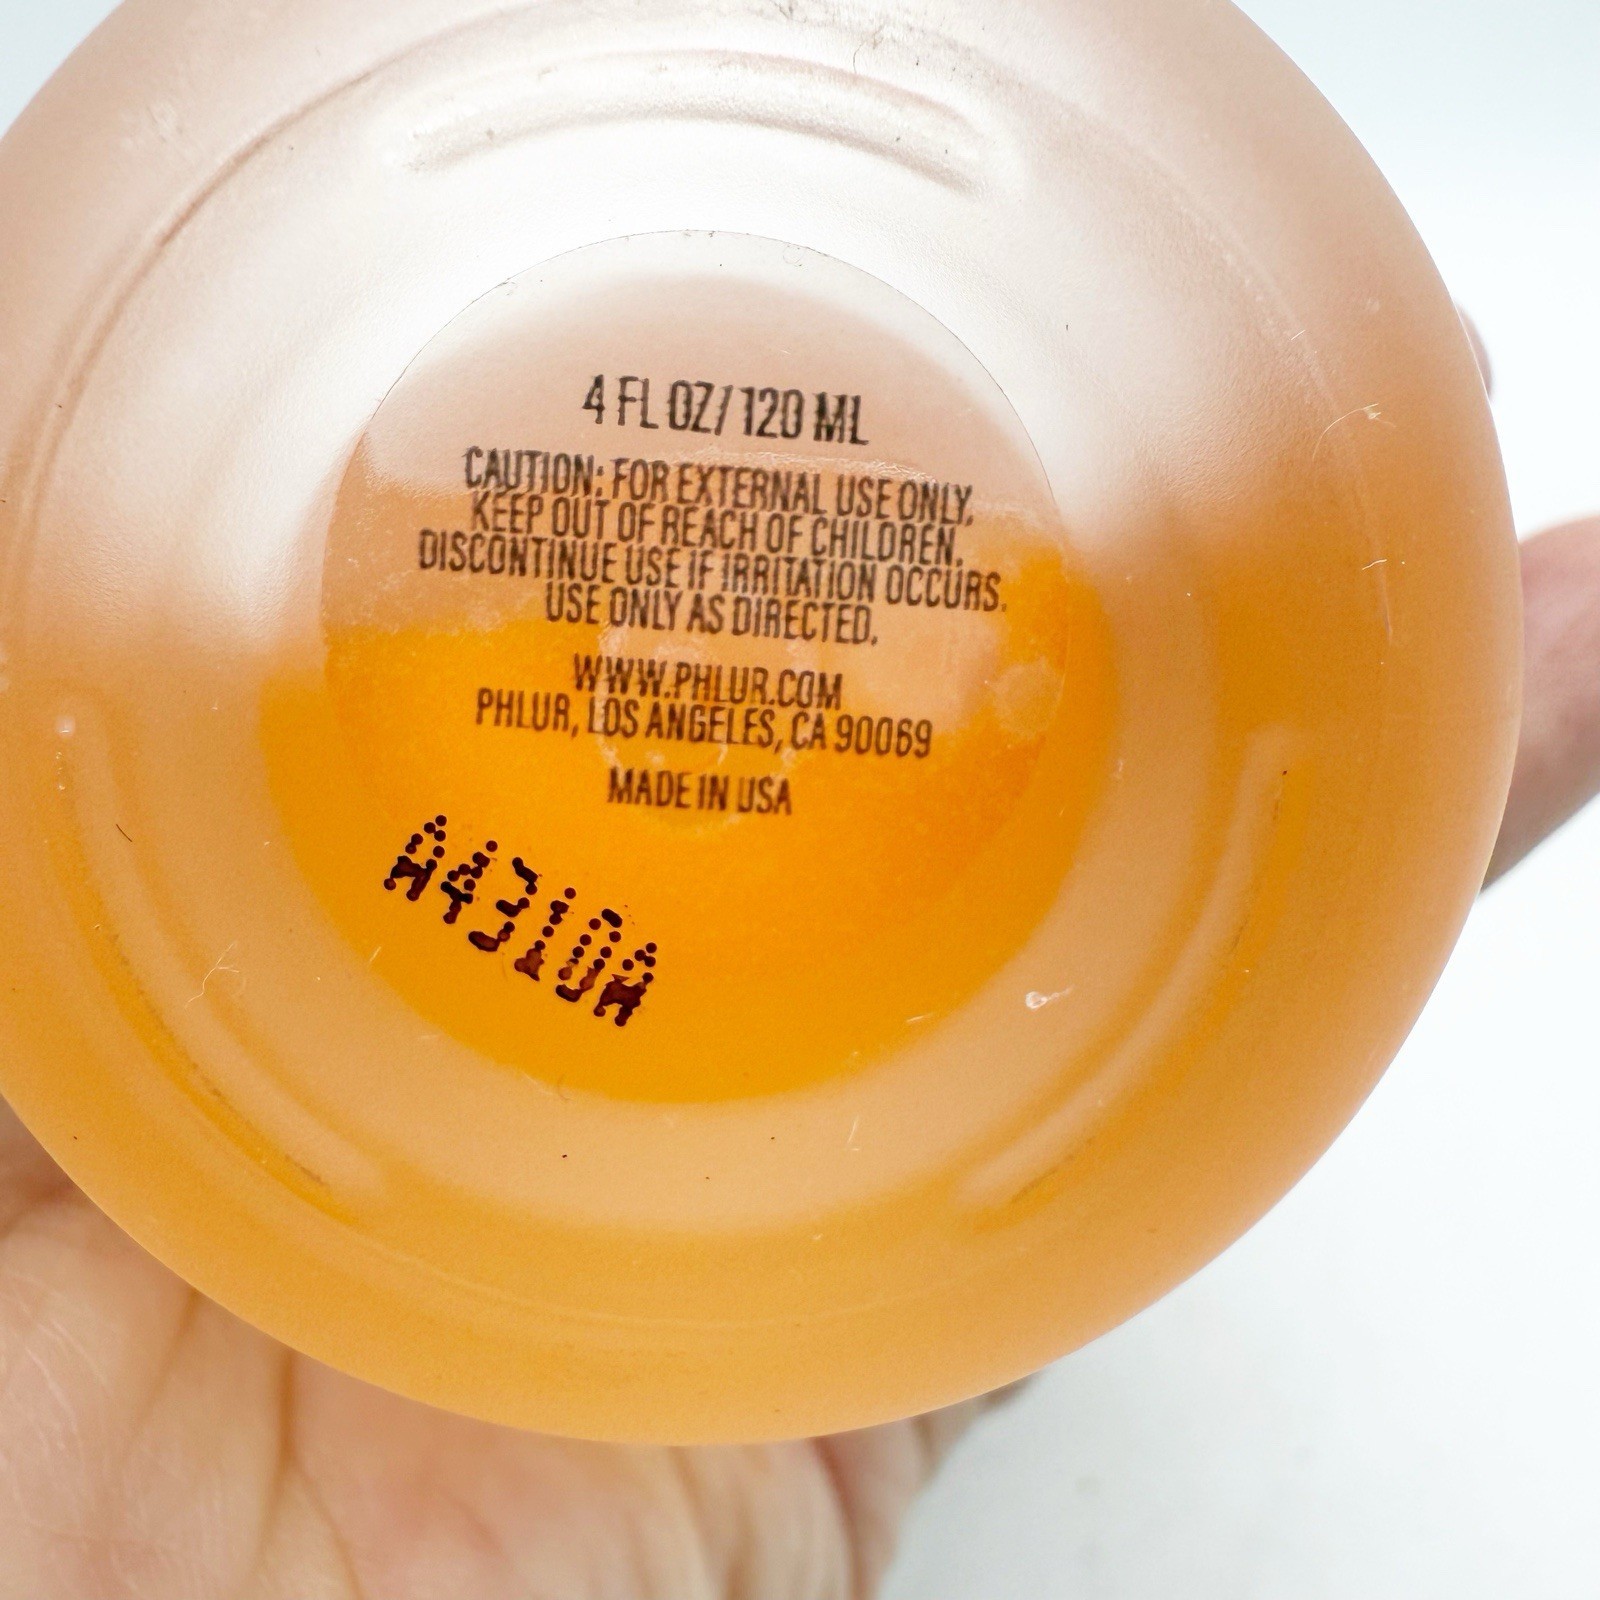 4 FL OZ/120 ML
CAUTION: FOR EXTERNAL USE ONLY.
KEEP OUT OF REACH OF CHILDREN.
DISCONTINUE USE IF IRRITATION OCCURS.
USE ONLY AS DIRECTED.
WWW.PHLUR.COM
PHLUR, LOS ANGELES, CA 90069
MADE IN USA
A4310A